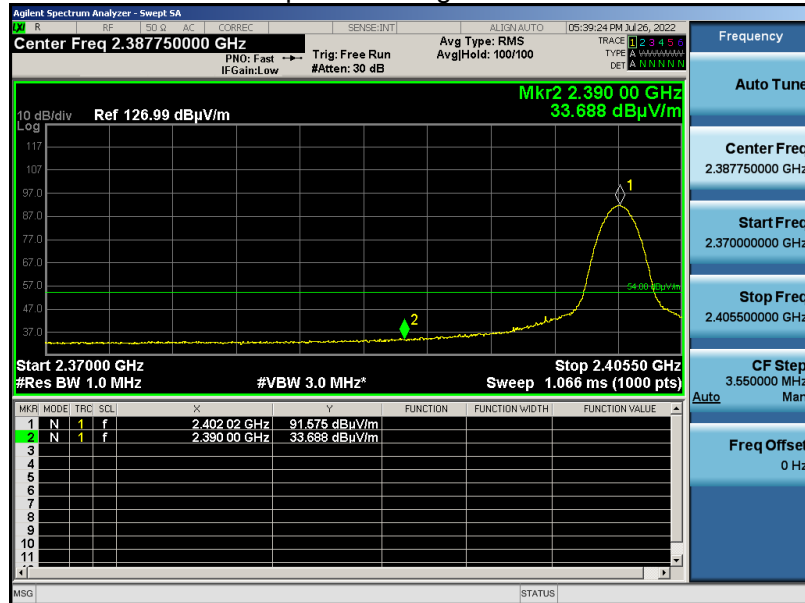 Agilent Spectrum Analyzer - Swept SA
LXI R RF 50 Ω AC CORREC SENSE:INT ALIGN AUTO 05:39:24 PM Jul 26, 2022
Center Freq 2.387750000 GHz
PNO: Fast
IFGain:Low
Trig: Free Run
#Atten: 30 dB
Avg Type: RMS
Avg|Hold: 100/100
TRACE 1 2 3 4 5 6
TYPE A WWWWW
DET A N N N N N
Mkr2 2.390 00 GHz
33.688 dBµV/m
10 dB/div Ref 126.99 dBµV/m
Log
117
107
97.0
87.0
77.0
67.0
57.0
47.0
37.0
1
2
54.00 dBµV/m
Start 2.37000 GHz Stop 2.40550 GHz
#Res BW 1.0 MHz #VBW 3.0 MHz* Sweep 1.066 ms (1000 pts)
MKR MODE TRC SCL X Y FUNCTION FUNCTION WIDTH FUNCTION VALUE
1 N 1 f 2.402 02 GHz 91.575 dBµV/m
2 N 1 f 2.390 00 GHz 33.688 dBµV/m
3
4
5
6
7
8
9
10
11
MSG STATUS
Frequency
Auto Tune
Center Freq
2.387750000 GHz
Start Freq
2.370000000 GHz
Stop Freq
2.405500000 GHz
CF Step
3.550000 MHz
Auto Man
Freq Offset
0 Hz